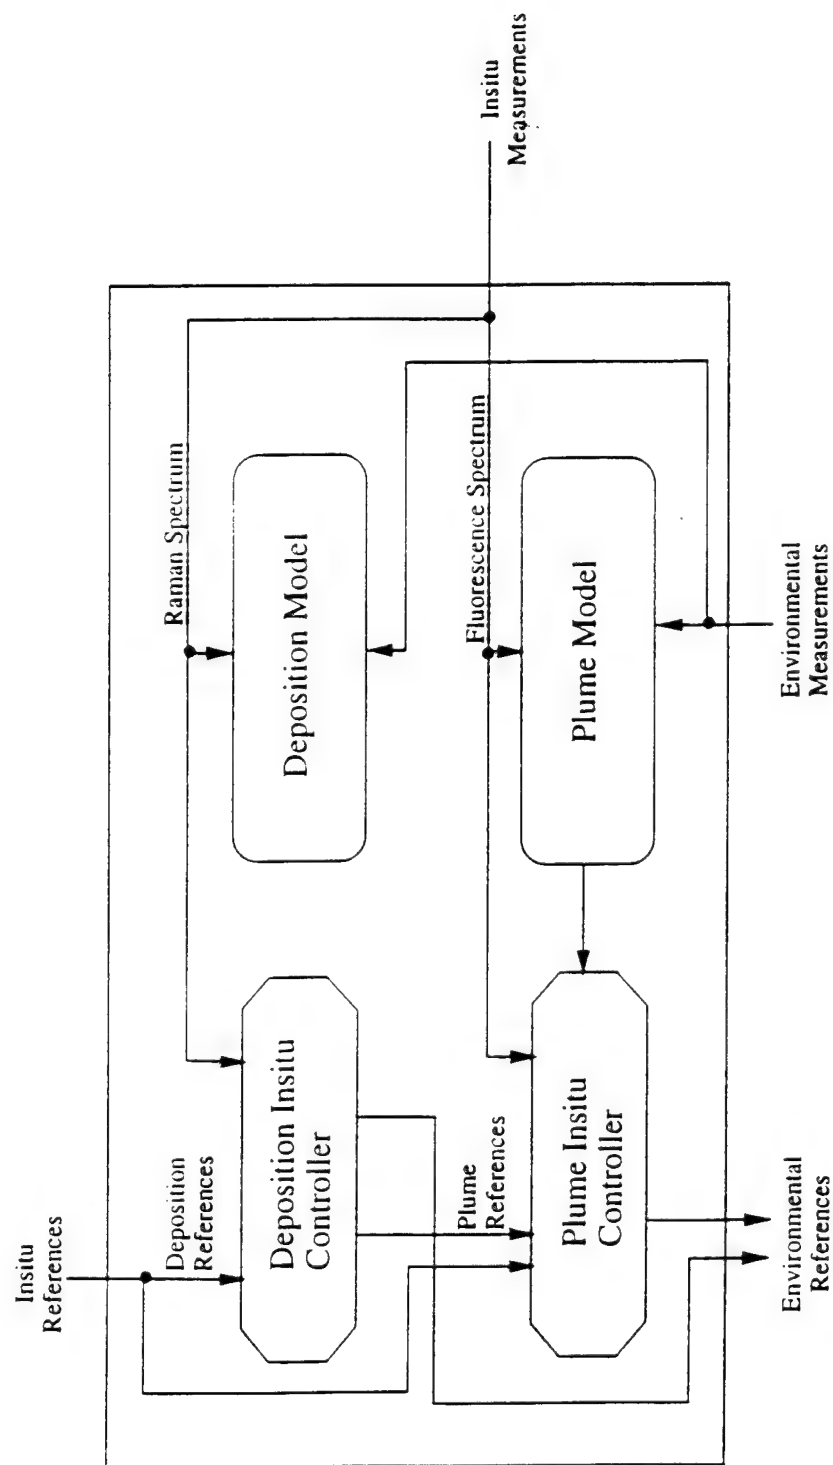 Insitu
References
Deposition
References
Raman Spectrum
Deposition Insitu
Controller
Deposition Model
Insitu
Measurements
Plume
References
Fluorescence Spectrum
Plume Insitu
Controller
Plume Model
Environmental
References
Environmental
Measurements